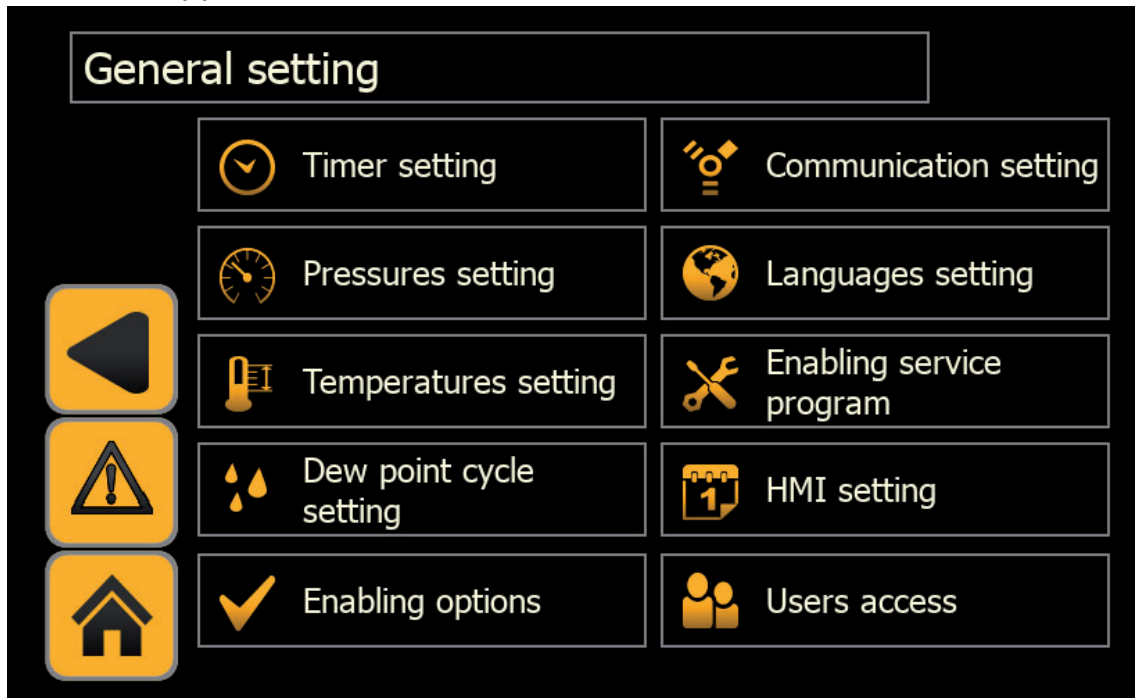 General setting
Timer setting
Communication setting
Pressures setting
Languages setting
Temperatures setting
Enabling service
program
Dew point cycle
setting
HMI setting
1
Enabling options
Users access